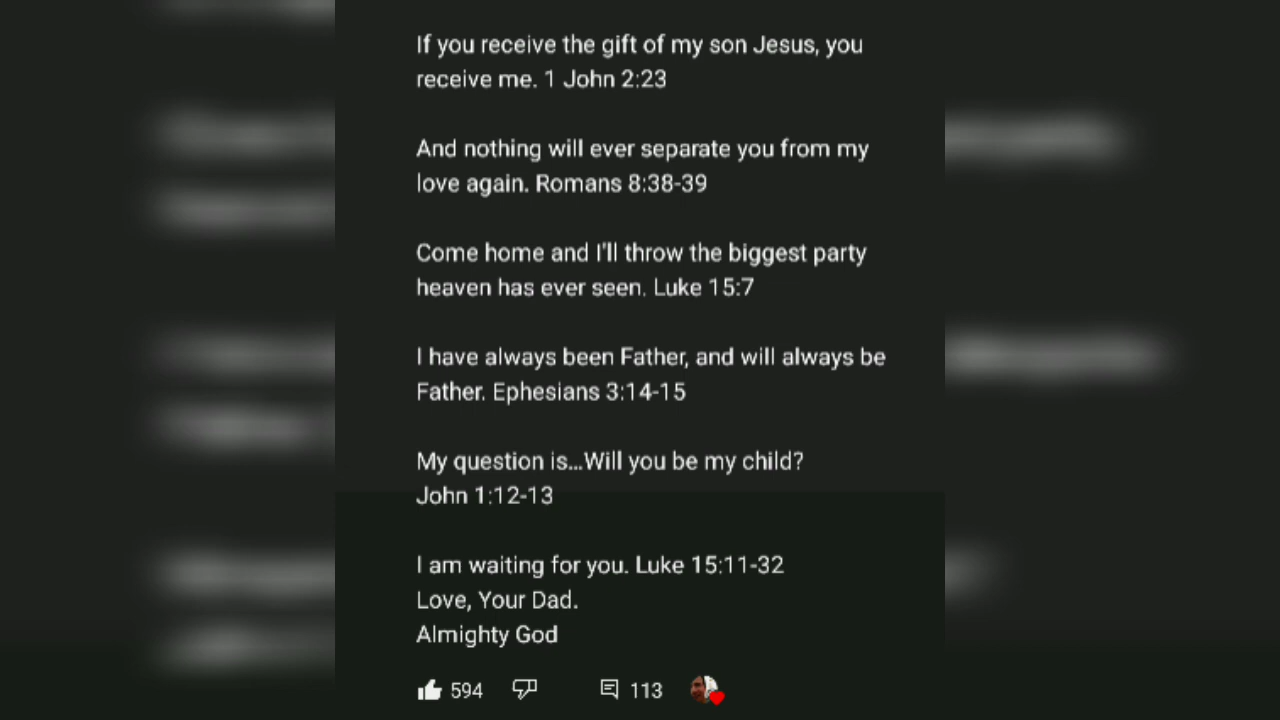 If you receive the gift of my son Jesus, you
receive me. 1 John 2:23
And nothing will ever separate you from my
love again. Romans 8:38-39
Come home and I'll throw the biggest party
heaven has ever seen. Luke 15:7
I have always been Father, and will always be
Father. Ephesians 3:14-15
My question is...Will you be my child?
John 1:12-13
I am waiting for you. Luke 15:11-32
Love, Your Dad.
Almighty God
594 113